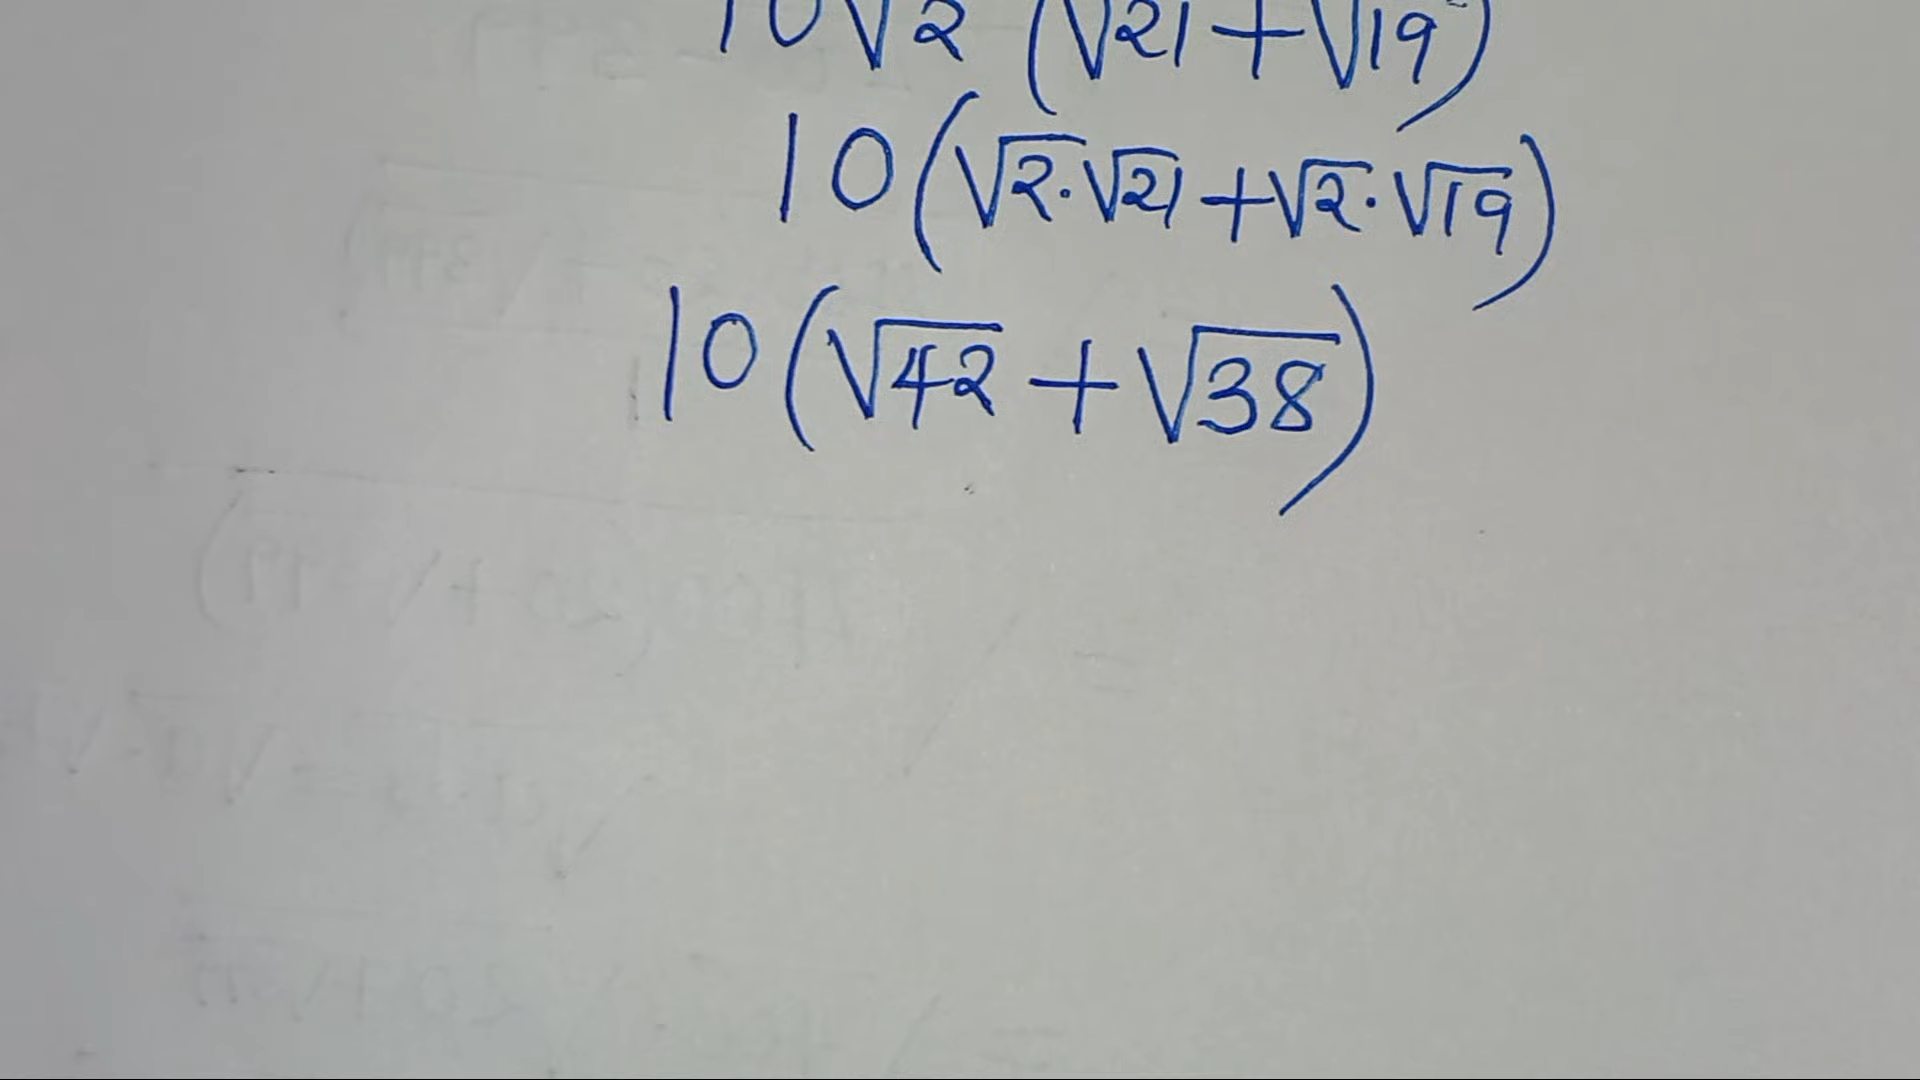 10√2 (√21 + √19)
10(√2·√21 + √2·√19)
10(√42 + √38)